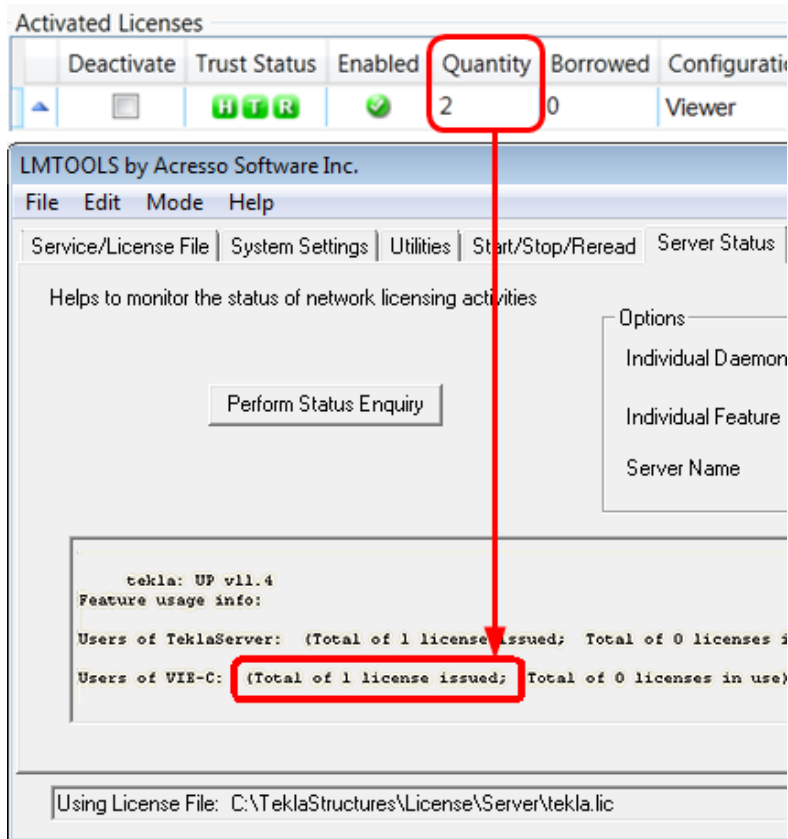 Activated Licenses
Deactivate Trust Status Enabled Quantity Borrowed Configurati
H T R 2 0 Viewer
LMTOOLS by Acresso Software Inc.
File Edit Mode Help
Service/License File System Settings Utilities Start/Stop/Reread Server Status
Helps to monitor the status of network licensing activities
Options
Individual Daemon
Perform Status Enquiry
Individual Feature
Server Name
tekla: UP v11.4
Feature usage info:
Users of TeklaServer: (Total of 1 license issued; Total of 0 licenses i
Users of VIE-C: (Total of 1 license issued; Total of 0 licenses in use)
Using License File: C:\TeklaStructures\License\Server\tekla.lic